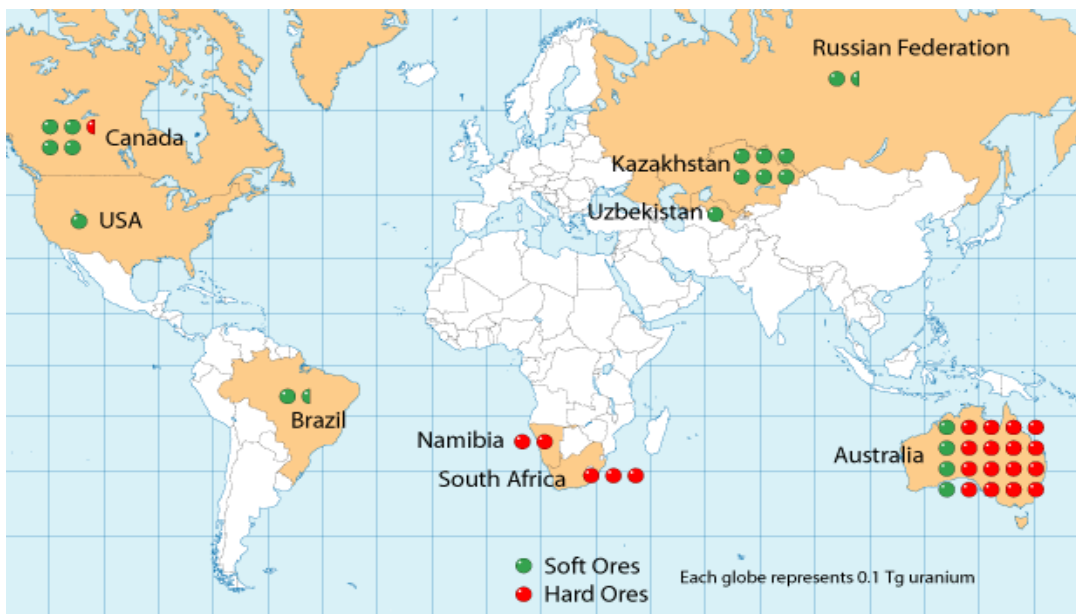 Russian Federation
Canada
Kazakhstan
USA
Uzbekistan
Brazil
Namibia
Australia
South Africa
Soft Ores
Each globe represents 0.1 Tg uranium
Hard Ores